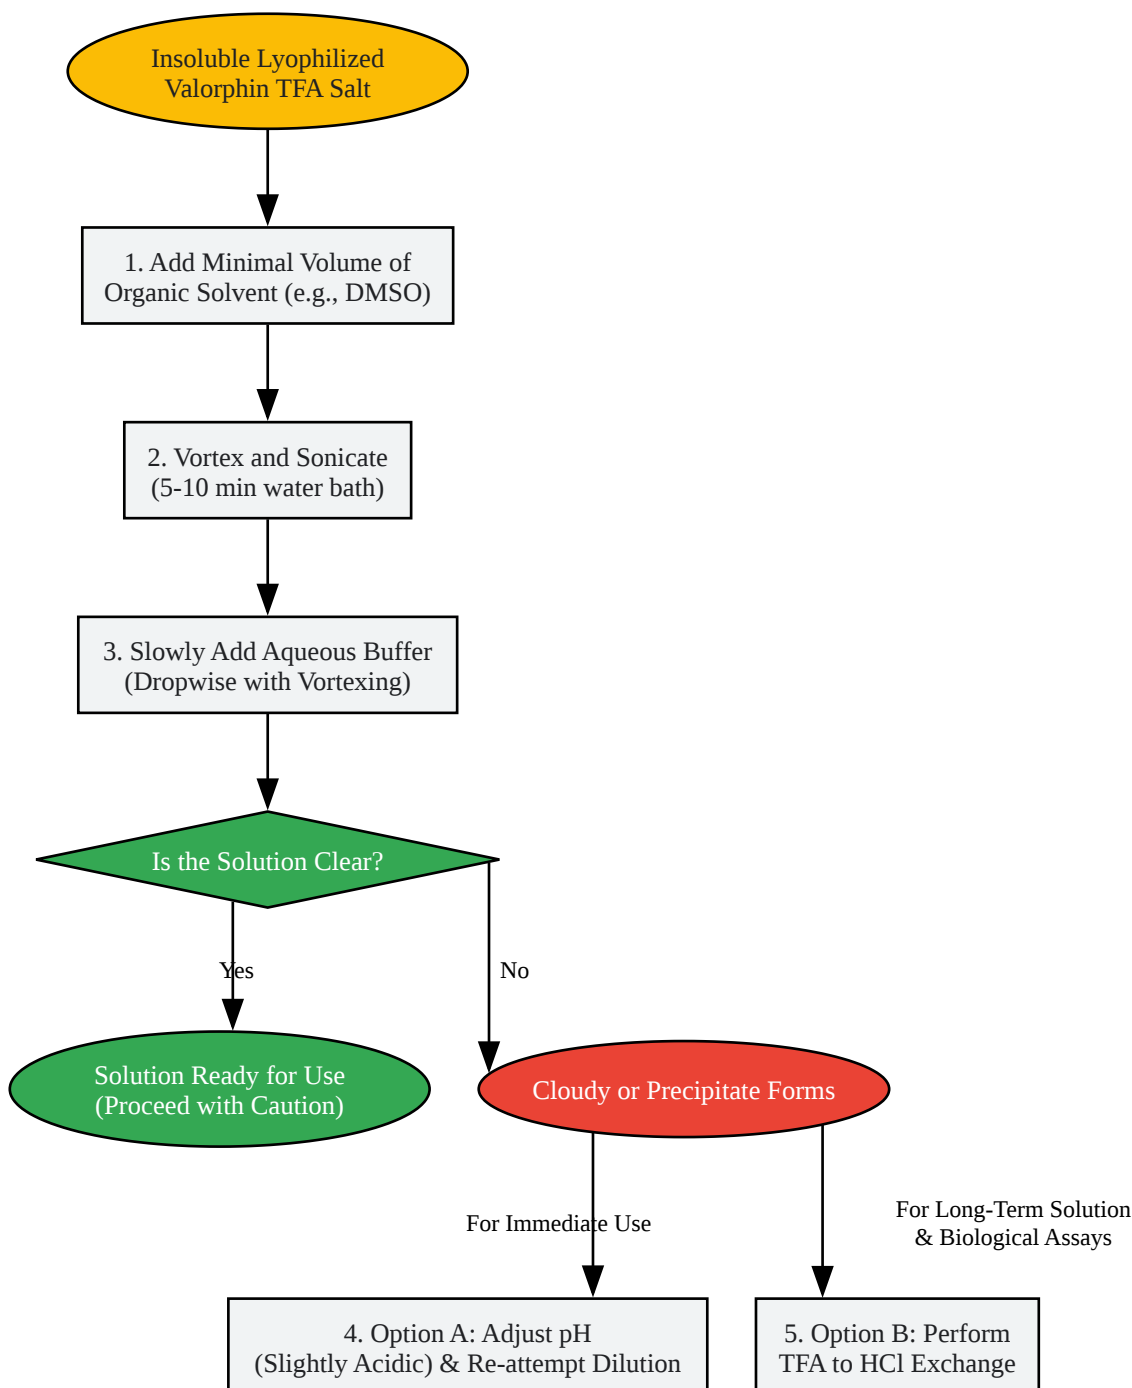 Insoluble Lyophilized
Valorphin TFA Salt
1. Add Minimal Volume of
Organic Solvent (e.g., DMSO)
2. Vortex and Sonicate
(5-10 min water bath)
3. Slowly Add Aqueous Buffer
(Dropwise with Vortexing)
Is the Solution Clear?
Yes
No
Solution Ready for Use
(Proceed with Caution)
Cloudy or Precipitate Forms
For Immediate Use
For Long-Term Solution
& Biological Assays
4. Option A: Adjust pH
(Slightly Acidic) & Re-attempt Dilution
5. Option B: Perform
TFA to HCl Exchange